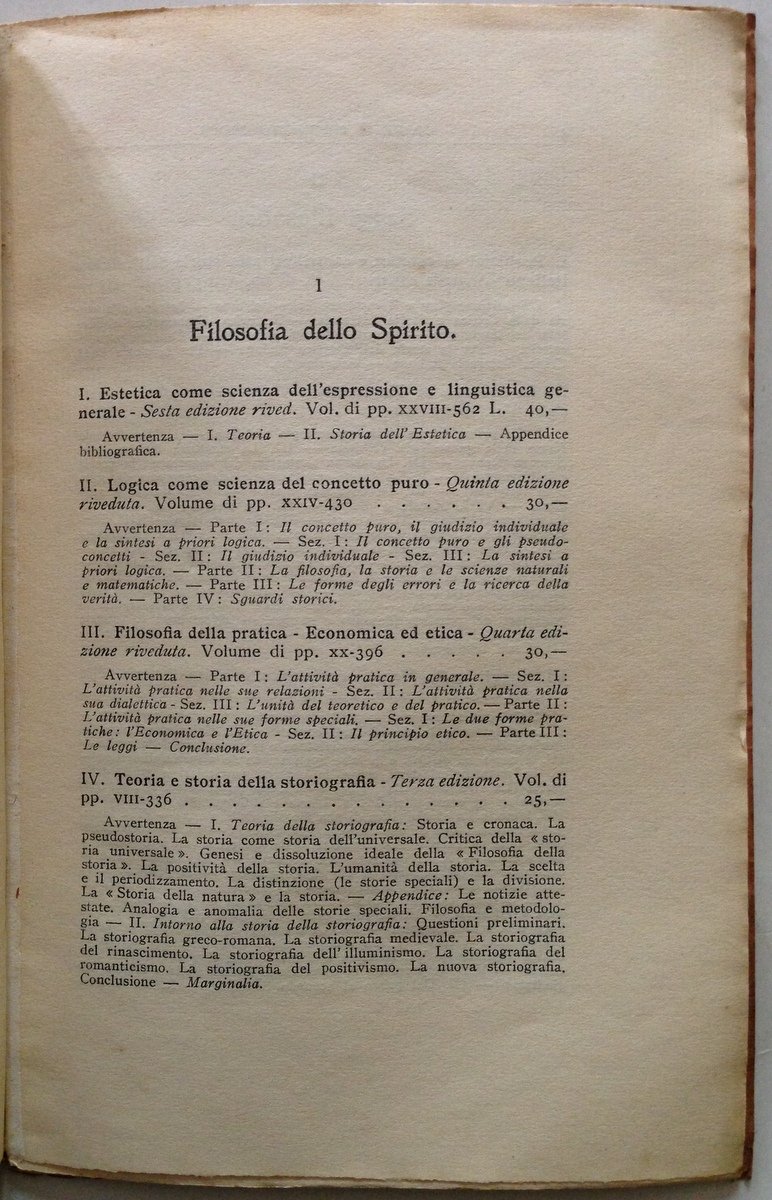 1
Filosofia dello Spirito.
I. Estetica come scienza dell'espressione e linguistica ge-
nerale - Sesta edizione rived. Vol. di pp. XXVIII-562 L. 40,—
Avvertenza — I. Teoria — II. Storia dell'Estetica — Appendice
bibliografica.
II. Logica come scienza del concetto puro - Quinta edizione
riveduta. Volume di pp. XXIV-430 . . . . . . 30,—
Avvertenza — Parte I: Il concetto puro, il giudizio individuale
e la sintesi a priori logica. — Sez. I: Il concetto puro e gli pseudo-
concetti - Sez. II: Il giudizio individuale - Sez. III: La sintesi a
priori logica. — Parte II: La filosofia, la storia e le scienze naturali
e matematiche. — Parte III: Le forme degli errori e la ricerca della
verità. — Parte IV: Sguardi storici.
III. Filosofia della pratica - Economica ed etica - Quarta edi-
zione riveduta. Volume di pp. XX-396 . . . . . 30,—
Avvertenza — Parte I: L'attività pratica in generale. — Sez. I:
L'attività pratica nelle sue relazioni - Sez. II: L'attività pratica nella
sua dialettica - Sez. III: L'unità del teoretico e del pratico. — Parte II:
L'attività pratica nelle sue forme speciali. — Sez. I: Le due forme pra-
tiche: l'Economica e l'Etica - Sez. II: Il principio etico. — Parte III:
Le leggi — Conclusione.
IV. Teoria e storia della storiografia - Terza edizione. Vol. di
pp. VIII-336 . . . . . . . . . . . . . . 25,—
Avvertenza — I. Teoria della storiografia: Storia e cronaca. La
pseudostoria. La storia come storia dell'universale. Critica della « sto-
ria universale ». Genesi e dissoluzione ideale della « Filosofia della
storia ». La positività della storia. L'umanità della storia. La scelta
e il periodizzamento. La distinzione (le storie speciali) e la divisione.
La « Storia della natura » e la storia. — Appendice: Le notizie atte-
state. Analogia e anomalia delle storie speciali. Filosofia e metodolo-
gia — II. Intorno alla storia della storiografia: Questioni preliminari.
La storiografia greco-romana. La storiografia medievale. La storiografia
del rinascimento. La storiografia dell'illuminismo. La storiografia del
romanticismo. La storiografia del positivismo. La nuova storiografia.
Conclusione — Marginalia.